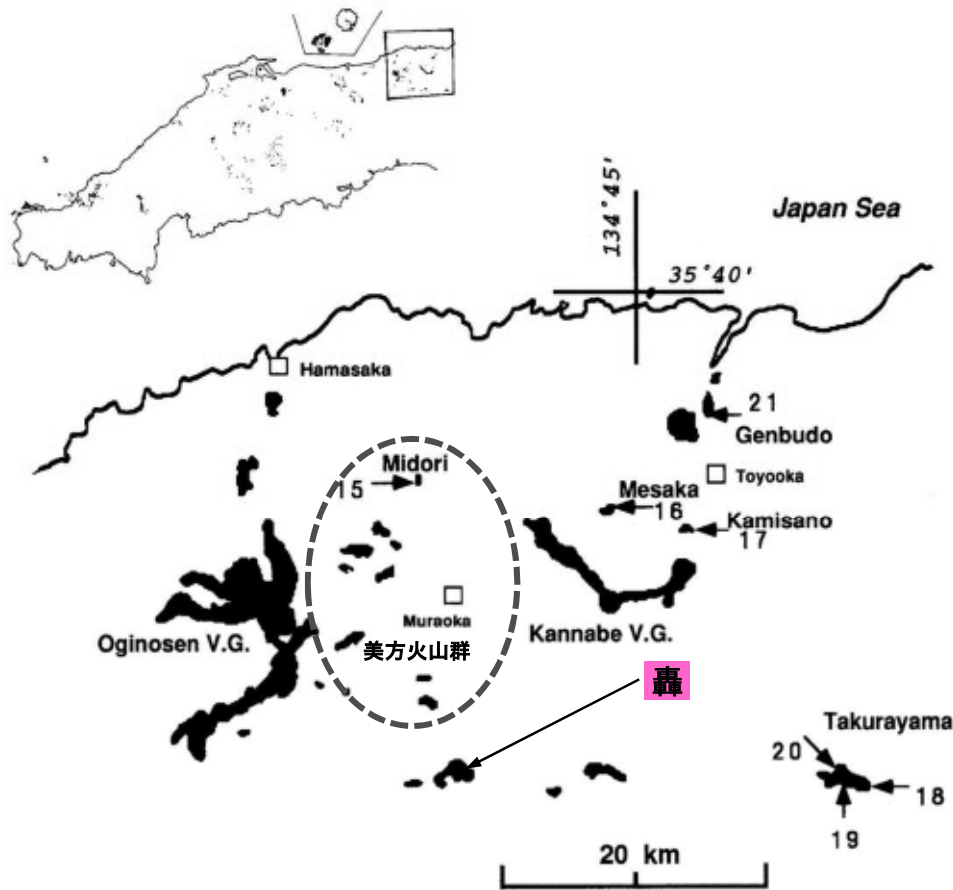 134°45'
Japan Sea
35°40'
Hamasaka
21
Genbudo
Midori
15
Toyooka
Mesaka
16
Kamisano
17
Muraoka
Oginosen V.G.
Kannabe V.G.
美方火山群
轟
Takurayama
20
18
19
20 km